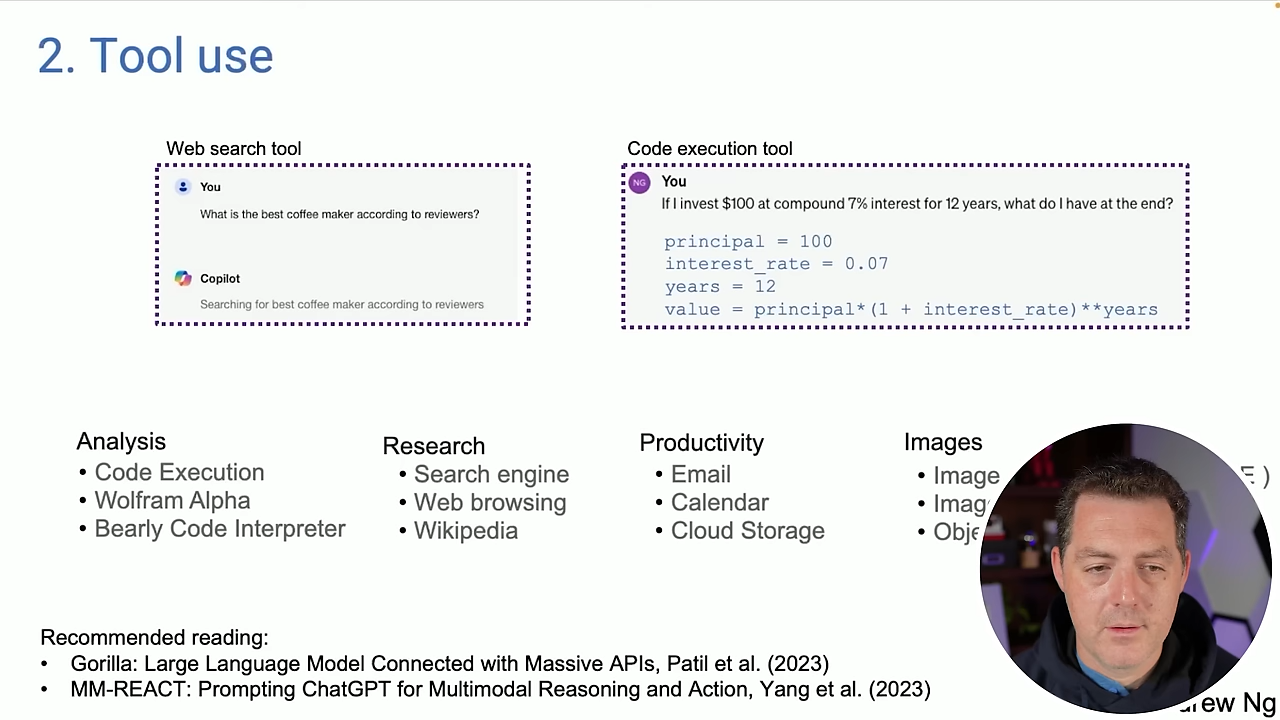 2. Tool use
Web search tool
You
What is the best coffee maker according to reviewers?
Copilot
Searching for best coffee maker according to reviewers
Code execution tool
NG
You
If I invest $100 at compound 7% interest for 12 years, what do I have at the end?
principal = 100
interest_rate = 0.07
years = 12
value = principal*(1 + interest_rate)**years
Analysis
• Code Execution
• Wolfram Alpha
• Bearly Code Interpreter
Research
• Search engine
• Web browsing
• Wikipedia
Productivity
• Email
• Calendar
• Cloud Storage
Images
• Image
Recommended reading:
• Gorilla: Large Language Model Connected with Massive APIs, Patil et al. (2023)
• MM-REACT: Prompting ChatGPT for Multimodal Reasoning and Action, Yang et al. (2023)
Ng